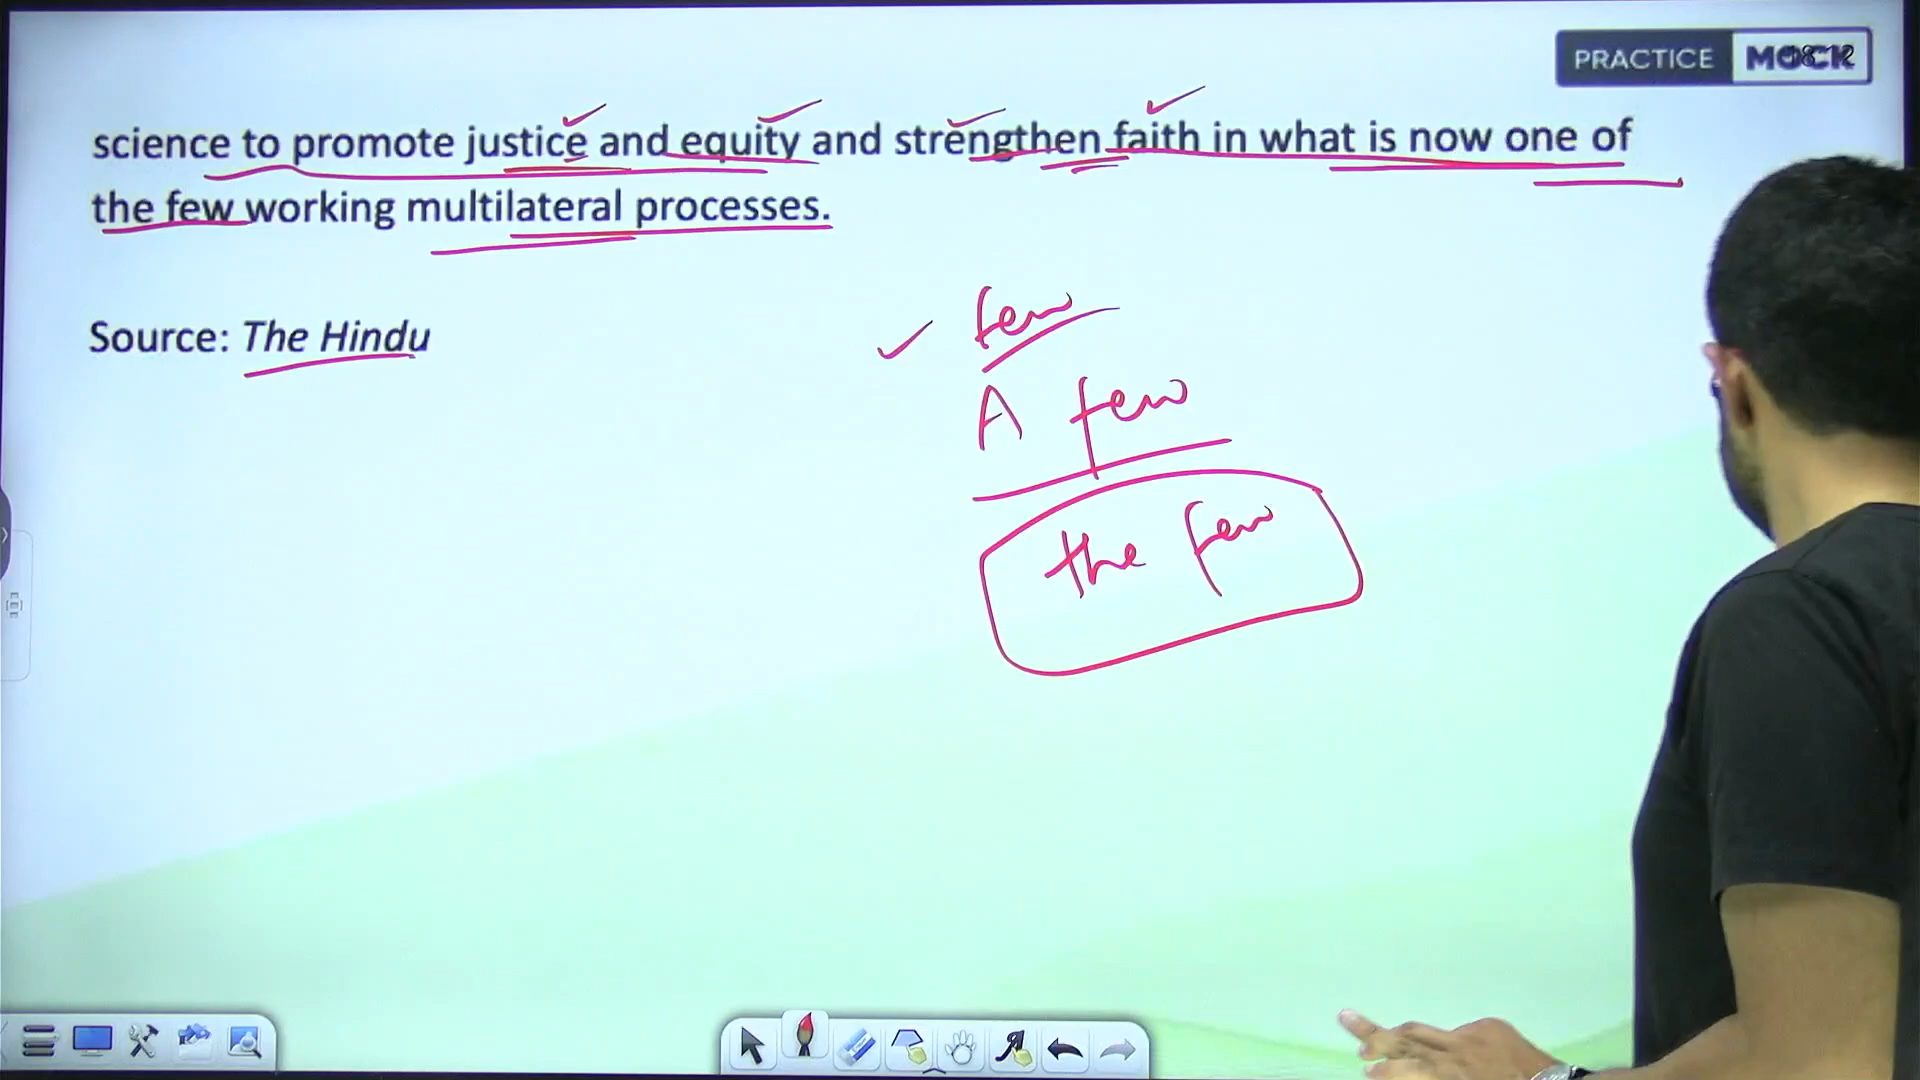 PRACTICE MOCK
science to promote justice and equity and strengthen faith in what is now one of
the few working multilateral processes.
Source: The Hindu
few
A few
the few